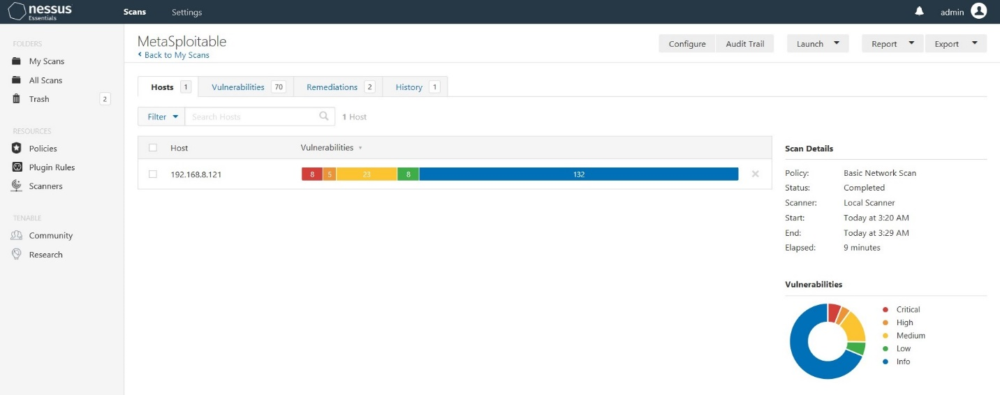 nessus
Essentials
Scans
Settings
admin
FOLDERS
My Scans
All Scans
Trash
2
RESOURCES
Policies
Plugin Rules
Scanners
TENABLE
Community
Research
MetaSploitable
Back to My Scans
Configure
Audit Trail
Launch
Report
Export
Hosts 1
Vulnerabilities 70
Remediations 2
History 1
Filter
Search Hosts
1 Host
Host
Vulnerabilities
192.168.8.121
8
5
23
8
132
Scan Details
Policy: Basic Network Scan
Status: Completed
Scanner: Local Scanner
Start: Today at 3:20 AM
End: Today at 3:29 AM
Elapsed: 9 minutes
Vulnerabilities
Critical
High
Medium
Low
Info